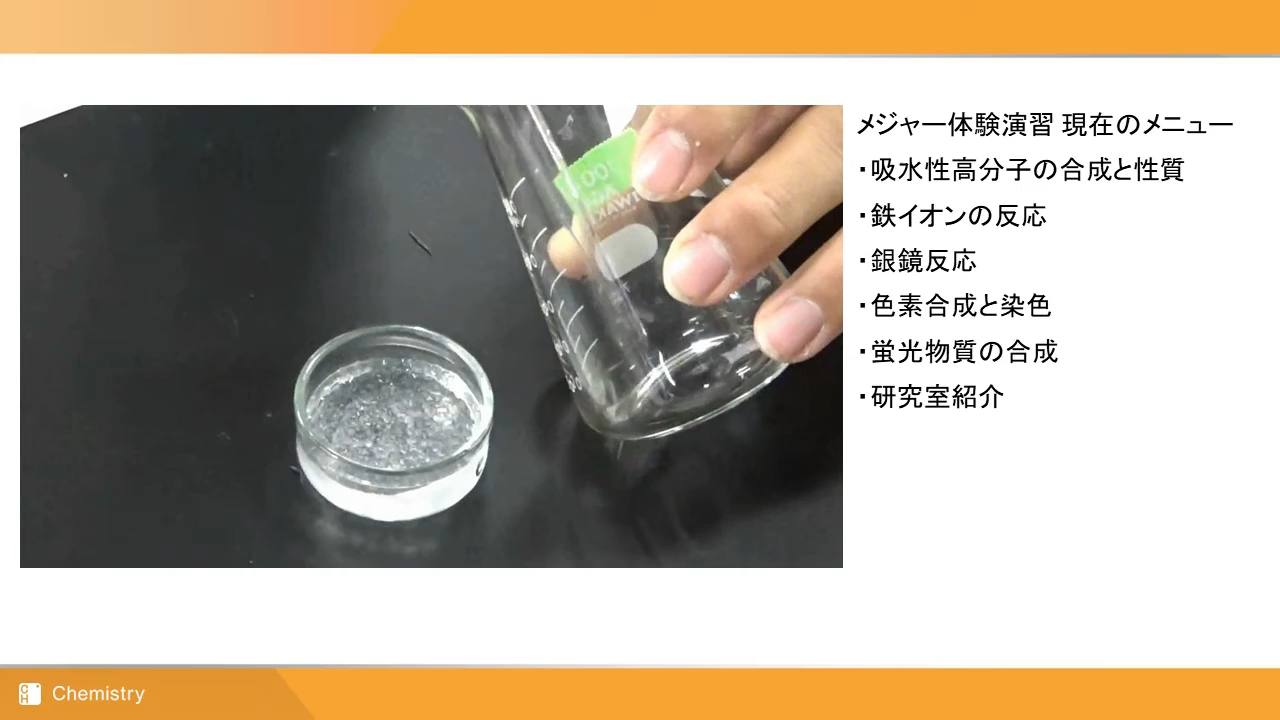 メジャー体験演習 現在のメニュー
・吸水性高分子の合成と性質
・鉄イオンの反応
・銀鏡反応
・色素合成と染色
・蛍光物質の合成
・研究室紹介
100
IWAKI
CH Chemistry